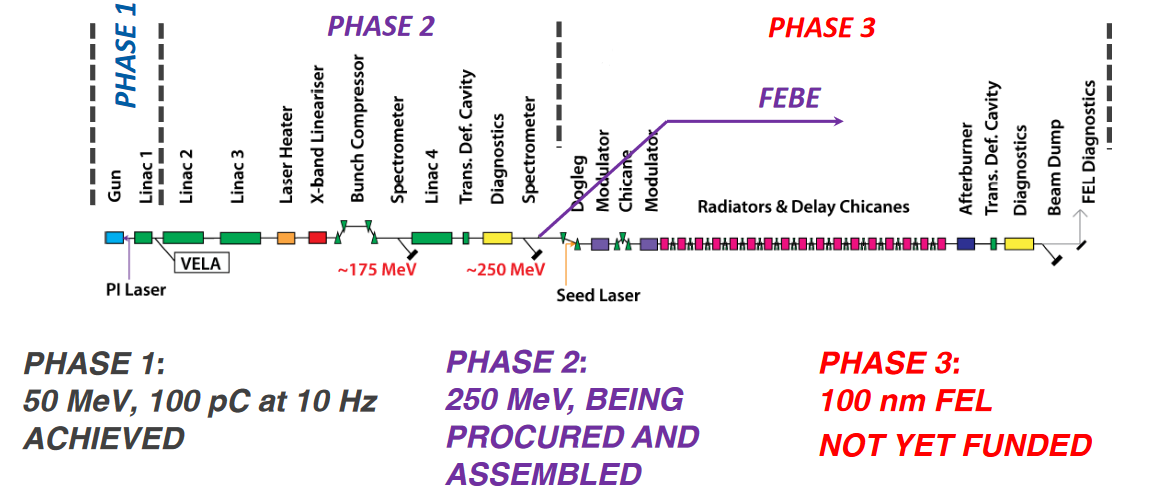 PHASE 1
PHASE 2
PHASE 3
FEBE
Gun
Linac 1
Linac 2
Linac 3
Laser Heater
X-band Lineariser
Bunch Compressor
Spectrometer
Linac 4
Trans. Def. Cavity
Diagnostics
Spectrometer
Dogleg
Modulator
Chicane
Modulator
Radiators & Delay Chicanes
Afterburner
Trans. Def. Cavity
Diagnostics
Beam Dump
FEL Diagnostics
VELA
~175 MeV
~250 MeV
PI Laser
Seed Laser
PHASE 1:
50 MeV, 100 pC at 10 Hz
ACHIEVED
PHASE 2:
250 MeV, BEING
PROCURED AND
ASSEMBLED
PHASE 3:
100 nm FEL
NOT YET FUNDED